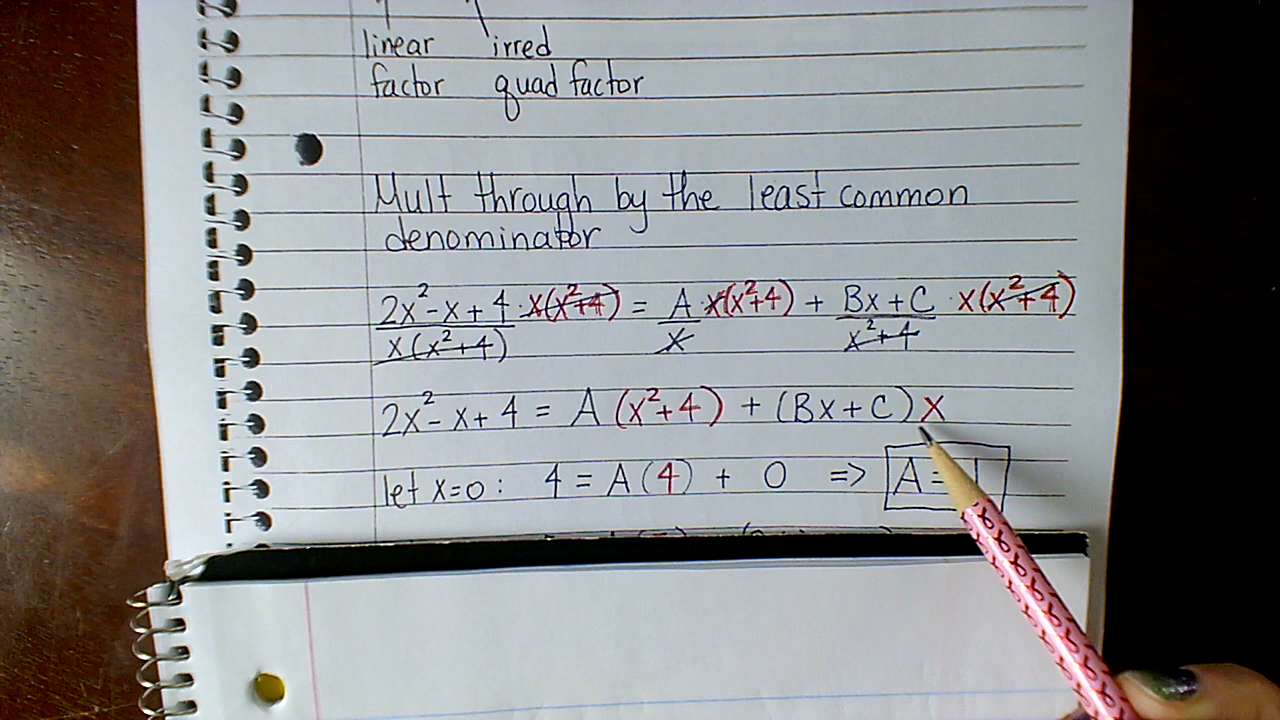 linear irred
factor quad factor
Mult through by the least common
denominator
2x²-x+4/x(x²+4) · x(x²+4) = A/x · x(x²+4) + Bx+C/x²+4 · x(x²+4)
2x²-x+4 = A(x²+4) + (Bx+C)x
let x=0: 4 = A(4) + 0 => A = 1